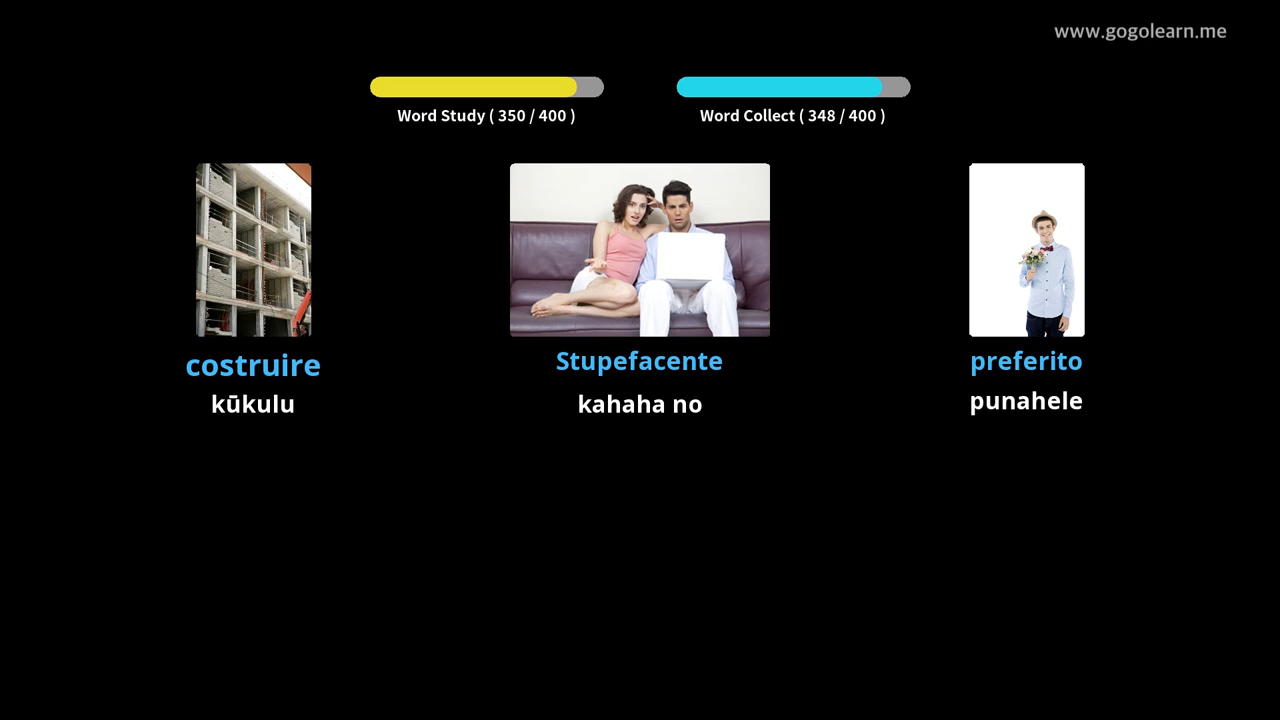 www.gogolearn.me
Word Study ( 350 / 400 )
Word Collect ( 348 / 400 )
costruire
kūkulu
Stupefacente
kahaha no
preferito
punahele